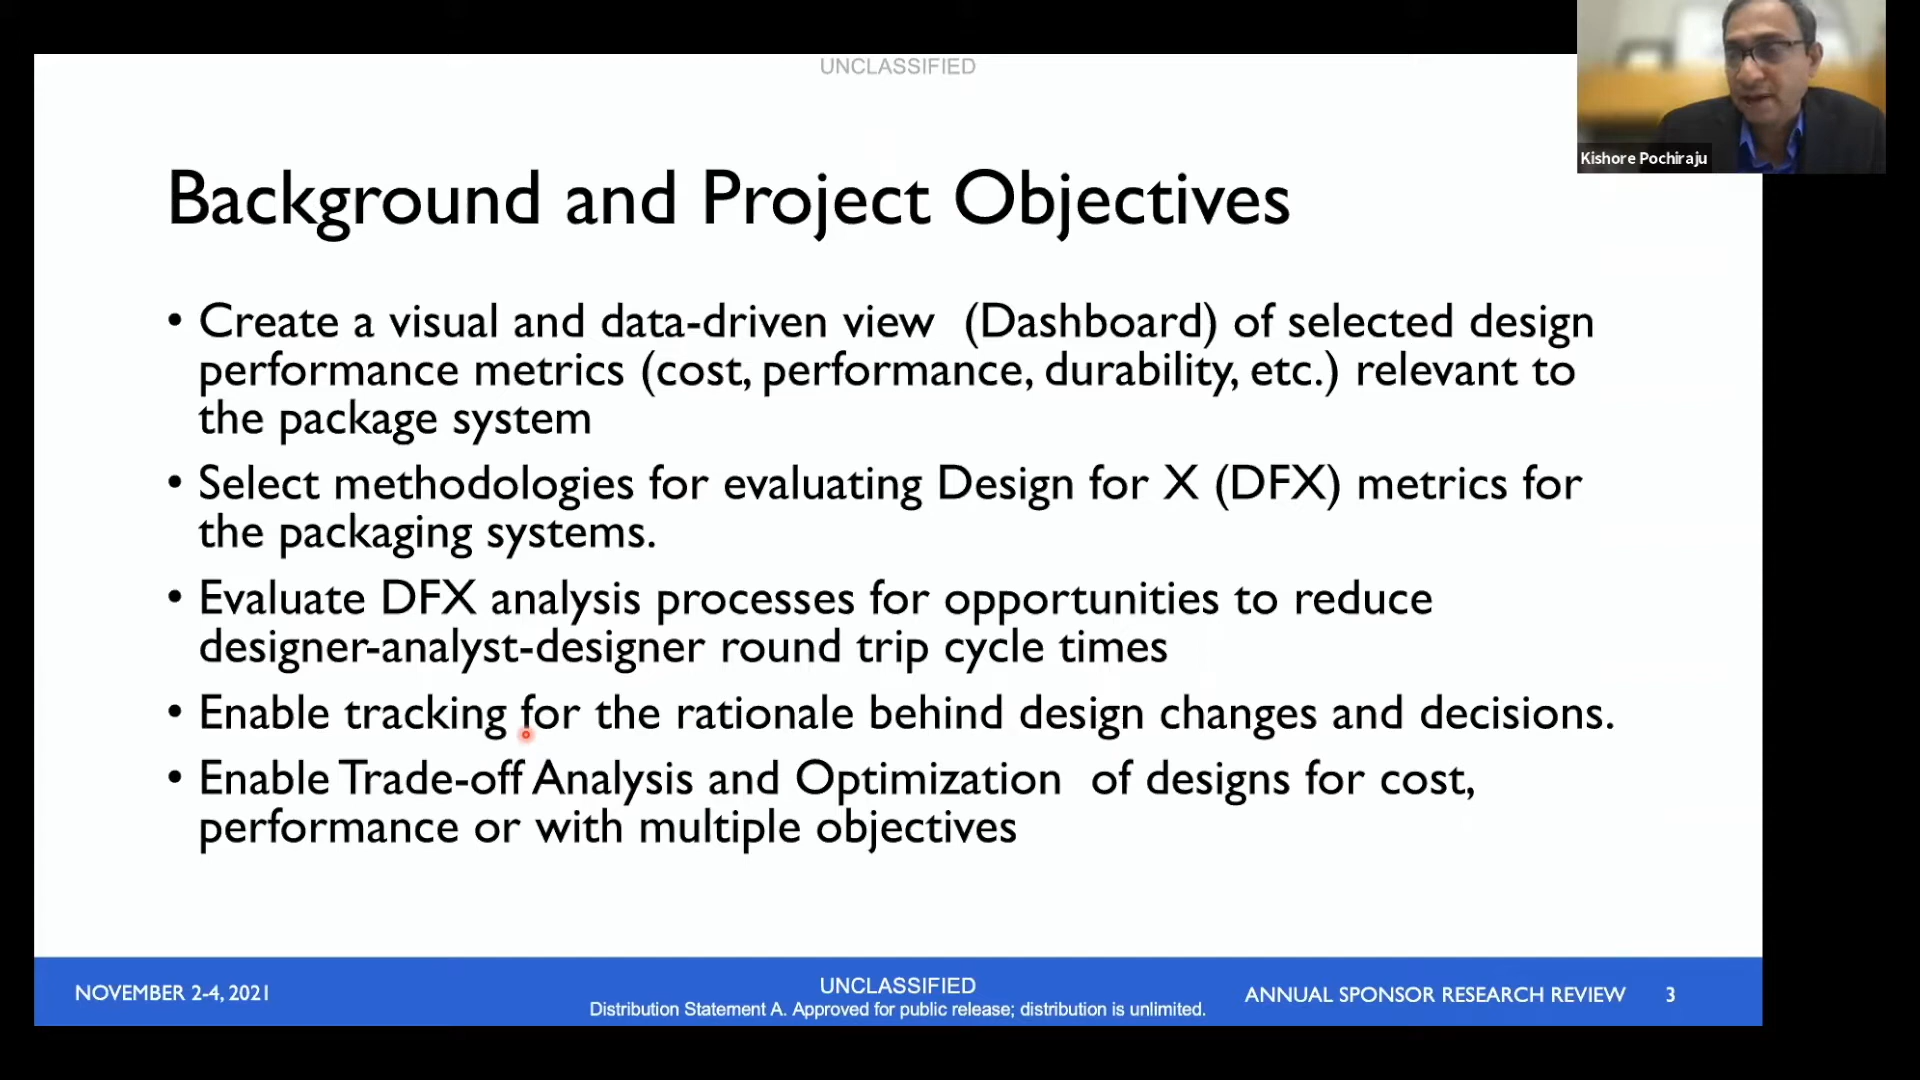 UNCLASSIFIED
Kishore Pochiraju
Background and Project Objectives
• Create a visual and data-driven view (Dashboard) of selected design
performance metrics (cost, performance, durability, etc.) relevant to
the package system
• Select methodologies for evaluating Design for X (DFX) metrics for
the packaging systems.
• Evaluate DFX analysis processes for opportunities to reduce
designer-analyst-designer round trip cycle times
• Enable tracking for the rationale behind design changes and decisions.
• Enable Trade-off Analysis and Optimization of designs for cost,
performance or with multiple objectives
NOVEMBER 2-4, 2021
UNCLASSIFIED
Distribution Statement A. Approved for public release; distribution is unlimited.
ANNUAL SPONSOR RESEARCH REVIEW 3